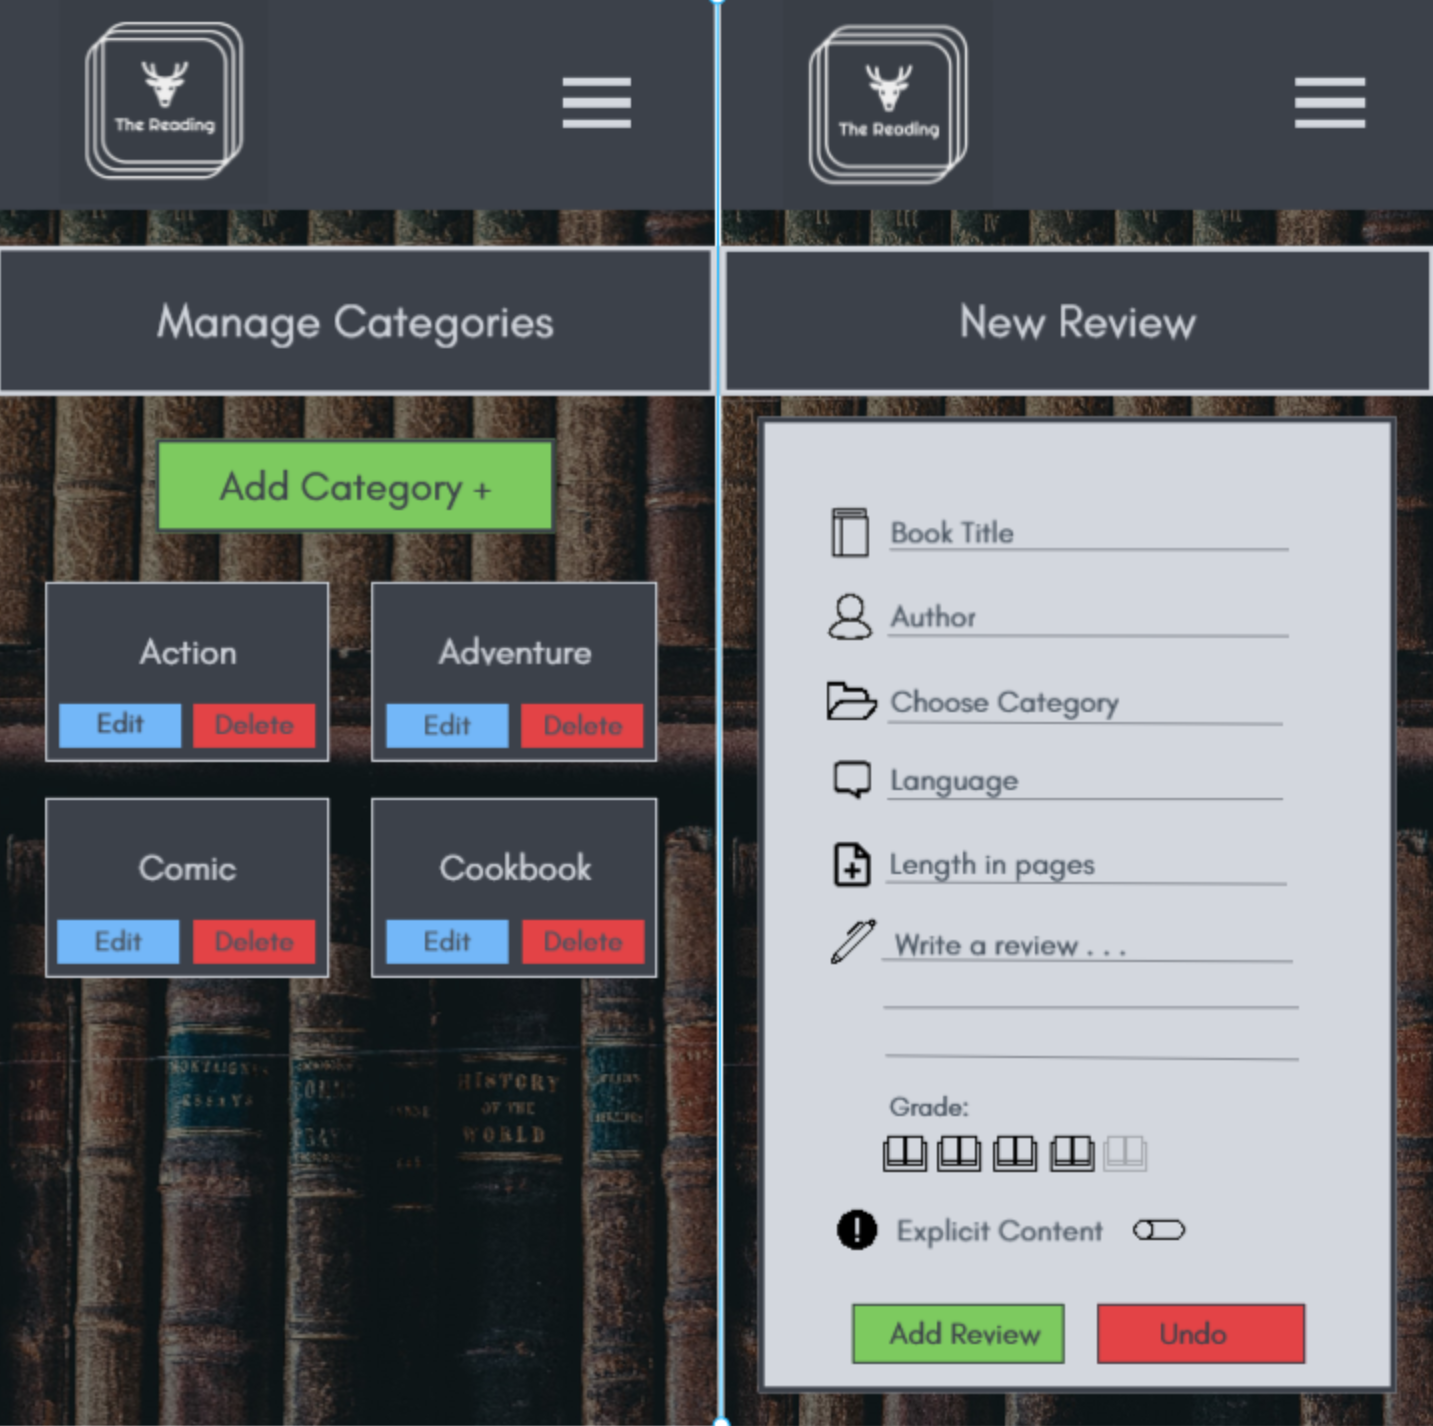 The Reading
Manage Categories
Add Category +
Action
Edit
Delete
Adventure
Edit
Delete
Comic
Edit
Delete
Cookbook
Edit
Delete
HISTORY
OF THE
WORLD
The Reading
New Review
Book Title
Author
Choose Category
Language
Length in pages
Write a review . . .
Grade:
Explicit Content
Add Review
Undo